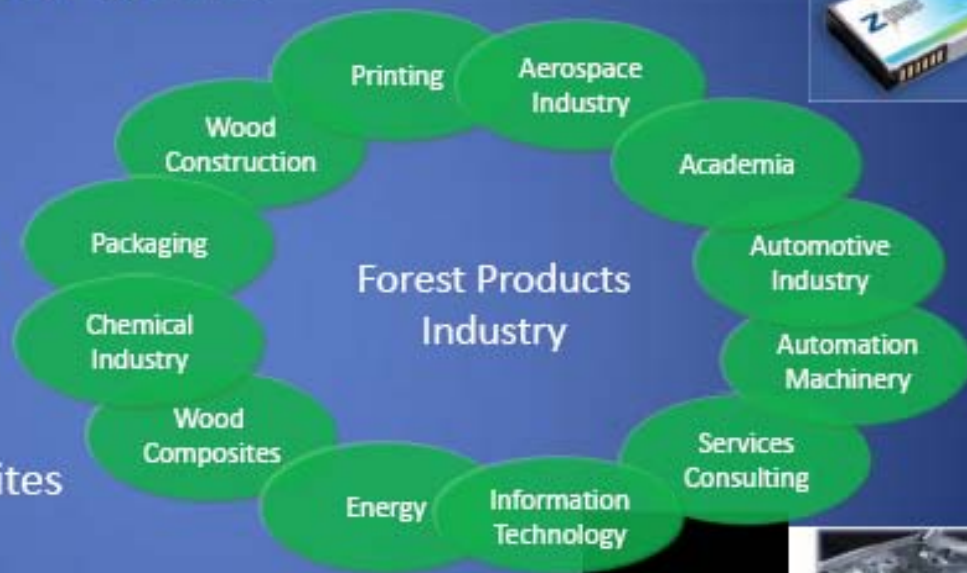 Printing
Aerospace
Industry
Wood
Construction
Academia
Packaging
Automotive
Industry
Forest Products
Industry
Chemical
Industry
Automation
Machinery
Wood
Composites
Services
Consulting
ites
Energy
Information
Technology